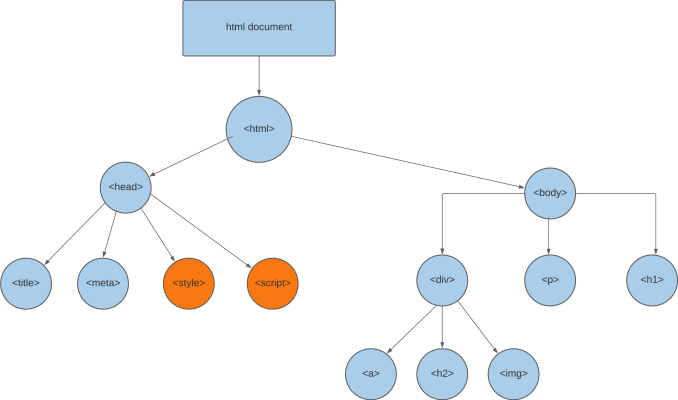 html document
<html>
<head>
<body>
<title>
<meta>
<style>
<script>
<div>
<p>
<h1>
<a>
<h2>
<img>